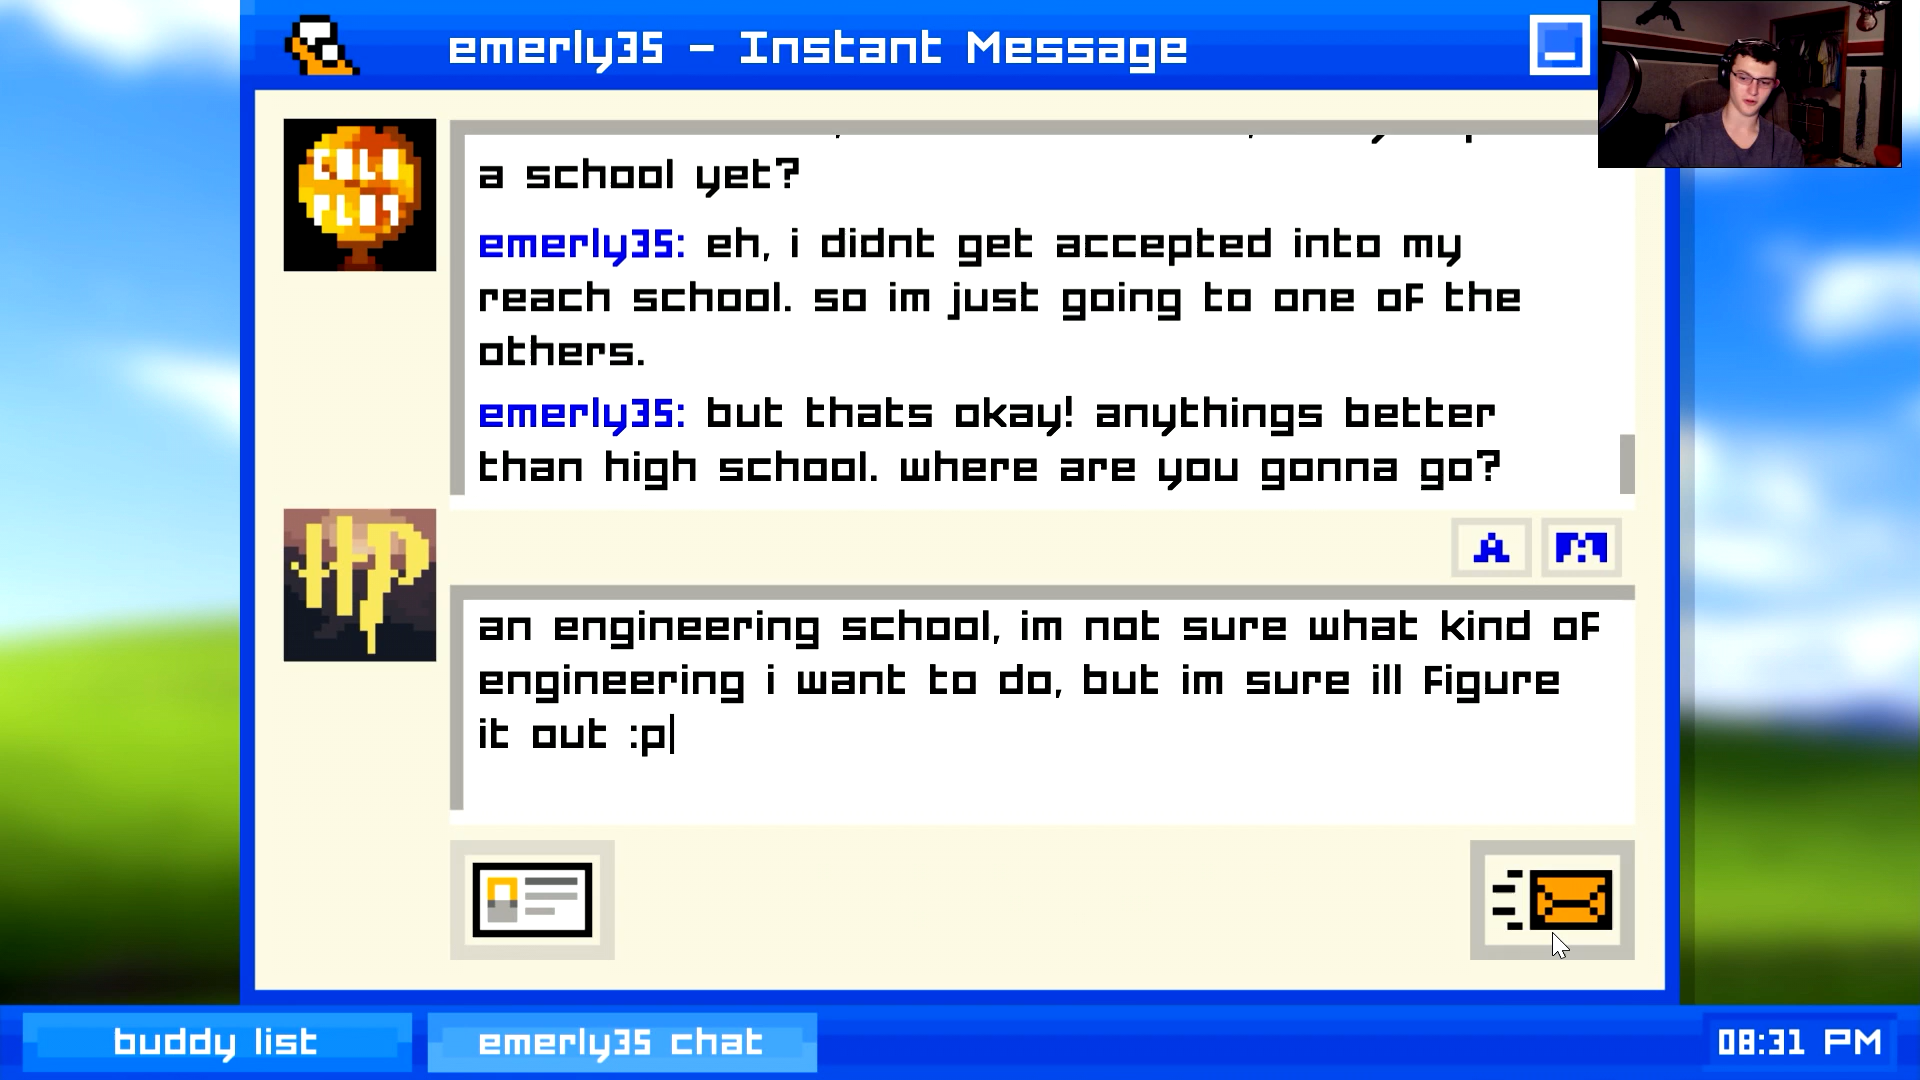 emerly35 - Instant Message
COLD
PLAY
a school yet?
emerly35: eh, i didnt get accepted into my
reach school. so im just going to one of the
others.
emerly35: but thats okay! anythings better
than high school. where are you gonna go?
A
HP
an engineering school, im not sure what kind of
engineering i want to do, but im sure ill figure
it out :p
buddy list
emerly35 chat
08:31 PM